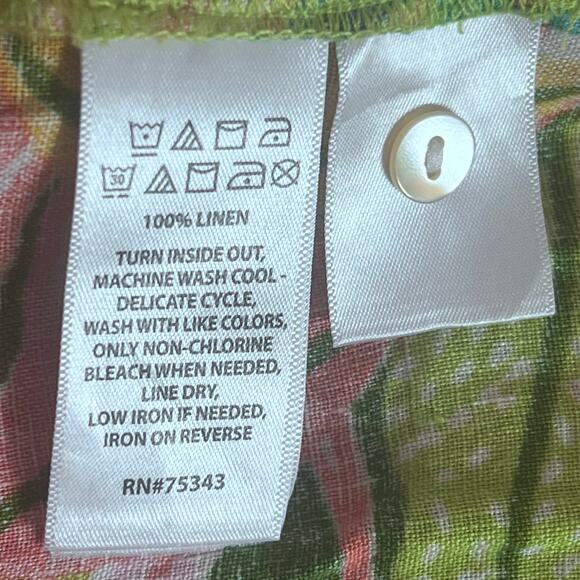 30
100% LINEN
TURN INSIDE OUT,
MACHINE WASH COOL -
DELICATE CYCLE,
WASH WITH LIKE COLORS,
ONLY NON-CHLORINE
BLEACH WHEN NEEDED,
LINE DRY,
LOW IRON IF NEEDED,
IRON ON REVERSE
RN#75343